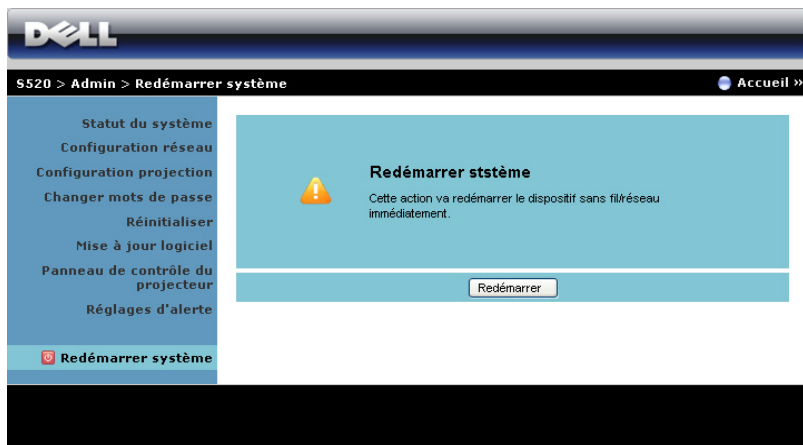 DELL
S520 > Admin > Redémarrer système
Accueil »
Statut du système
Configuration réseau
Configuration projection
Changer mots de passe
Réinitialiser
Mise à jour logiciel
Panneau de contrôle du
projecteur
Réglages d'alerte
Redémarrer système
Redémarrer ststème
Cette action va redémarrer le dispositif sans fil/réseau
immédiatement.
Redémarrer